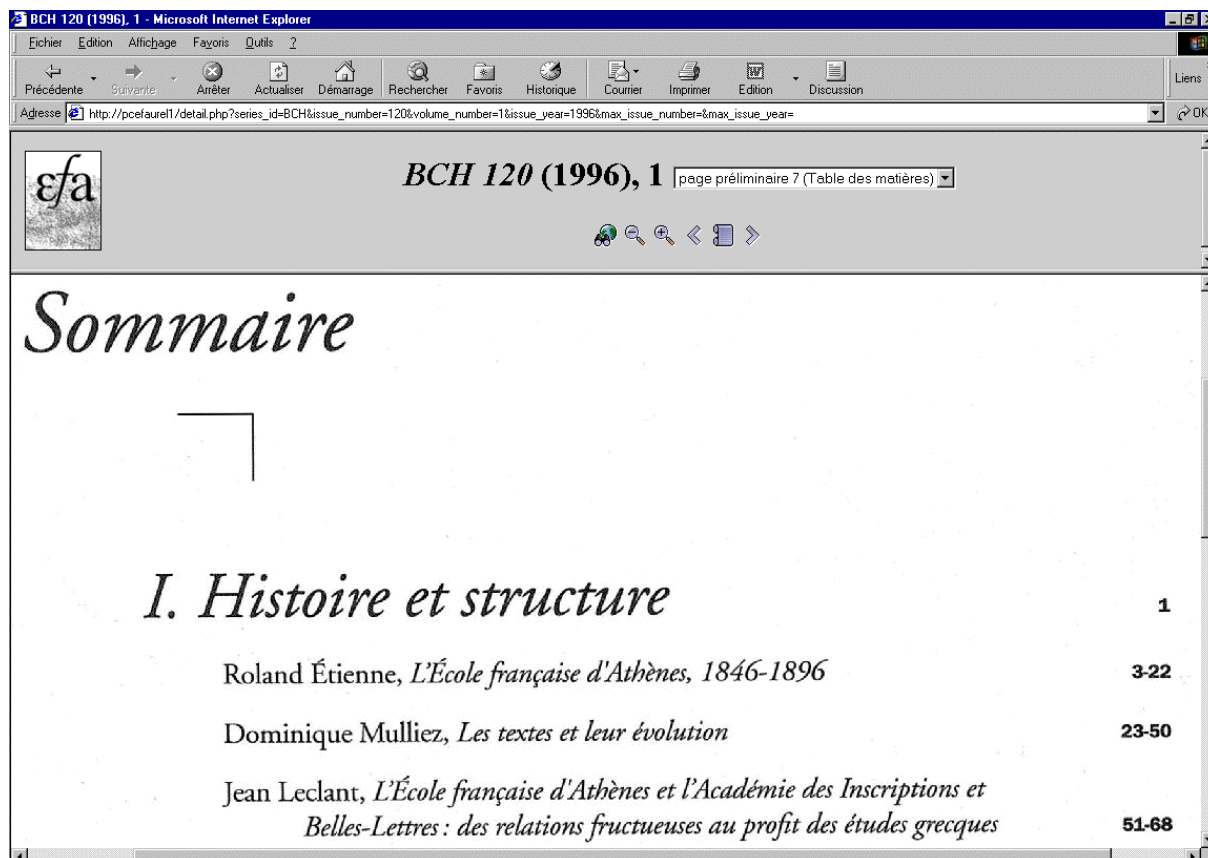 BCH 120 (1996), 1 - Microsoft Internet Explorer
Fichier Edition Affichage Favoris Outils ?
Précédente Suivante Arrêter Actualiser Démarrage Rechercher Favoris Historique Courrier Imprimer Edition Discussion Liens »
Adresse http://pcefaurel1/detail.php?series_id=BCH&issue_number=120&volume_number=1&issue_year=1996&max_issue_number=&max_issue_year= OK
εfa
BCH 120 (1996), 1 page préliminaire 7 (Table des matières)
Sommaire
I. Histoire et structure 1
Roland Étienne, L'École française d'Athènes, 1846-1896 3-22
Dominique Mulliez, Les textes et leur évolution 23-50
Jean Leclant, L'École française d'Athènes et l'Académie des Inscriptions et
Belles-Lettres : des relations fructueuses au profit des études grecques 51-68